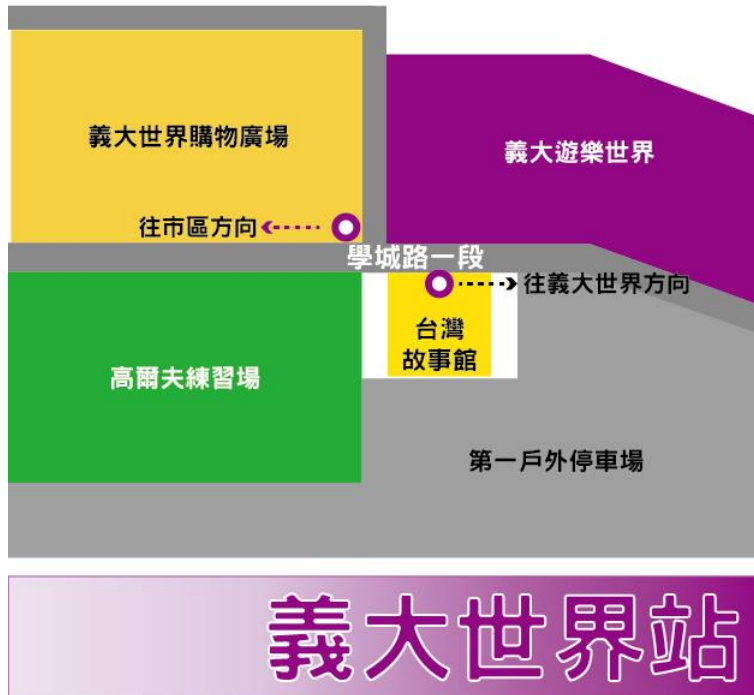 義大世界購物廣場
義大遊樂世界
往市區方向
學城路一段
往義大世界方向
台灣
故事館
高爾夫練習場
第一戶外停車場
義大世界站